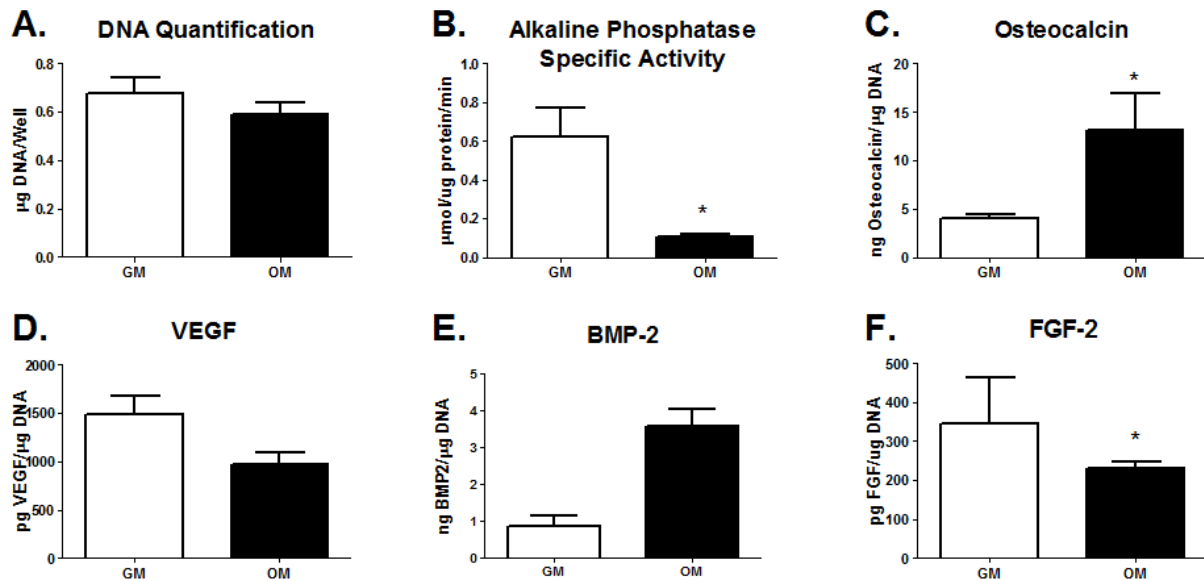 A. DNA Quantification
0.8
0.6
0.4
0.2
0.0
µg DNA/Well
GM OM
B. Alkaline Phosphatase
Specific Activity
1.0
0.8
0.6
0.4
0.2
0.0
µmol/ug protein/min
*
GM OM
C. Osteocalcin
20
15
10
5
0
ng Osteocalcin/µg DNA
*
GM OM
D. VEGF
2000
1500
1000
500
0
pg VEGF/µg DNA
GM OM
E. BMP-2
5
4
3
2
1
0
ng BMP2/µg DNA
GM OM
F. FGF-2
500
400
300
200
100
0
pg FGF/ug DNA
*
GM OM